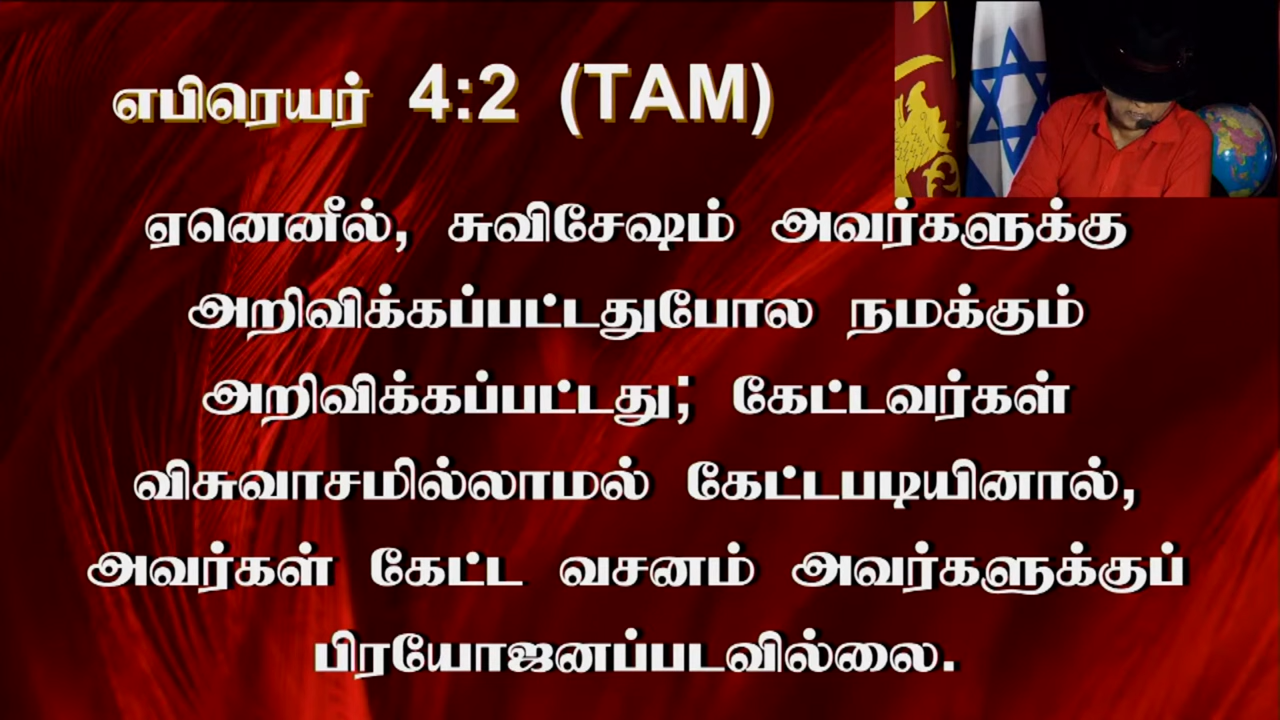 எபிரெயர் 4:2 (TAM)
ஏனெனீல், சுவிசேஷம் அவர்களுக்கு
அறிவிக்கப்பட்டதுபோல நமக்கும்
அறிவிக்கப்பட்டது; கேட்டவர்கள்
விசுவாசமில்லாமல் கேட்டபடியினால்,
அவர்கள் கேட்ட வசனம் அவர்களுக்குப்
பிரயோஜனப்படவில்லை.